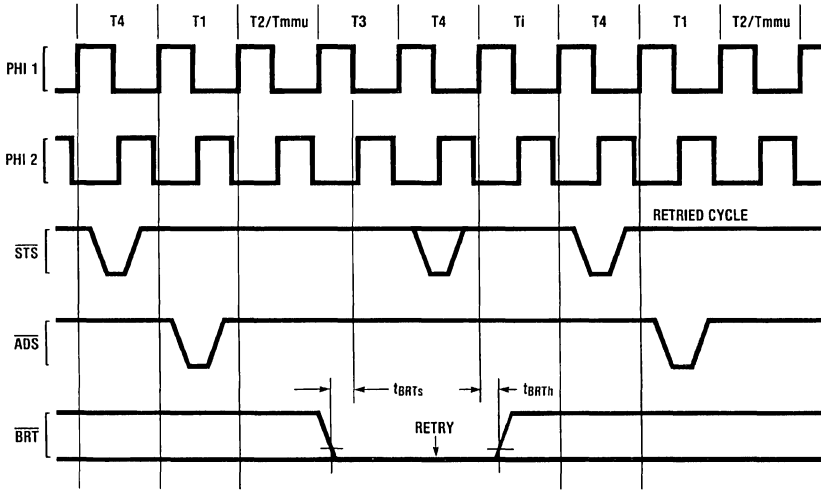 T4 T1 T2/Tmmu T3 T4 Ti T4 T1 T2/Tmmu
PHI 1
PHI 2
RETRIED CYCLE
STS
ADS
tBRTs tBRTh
RETRY
BRT